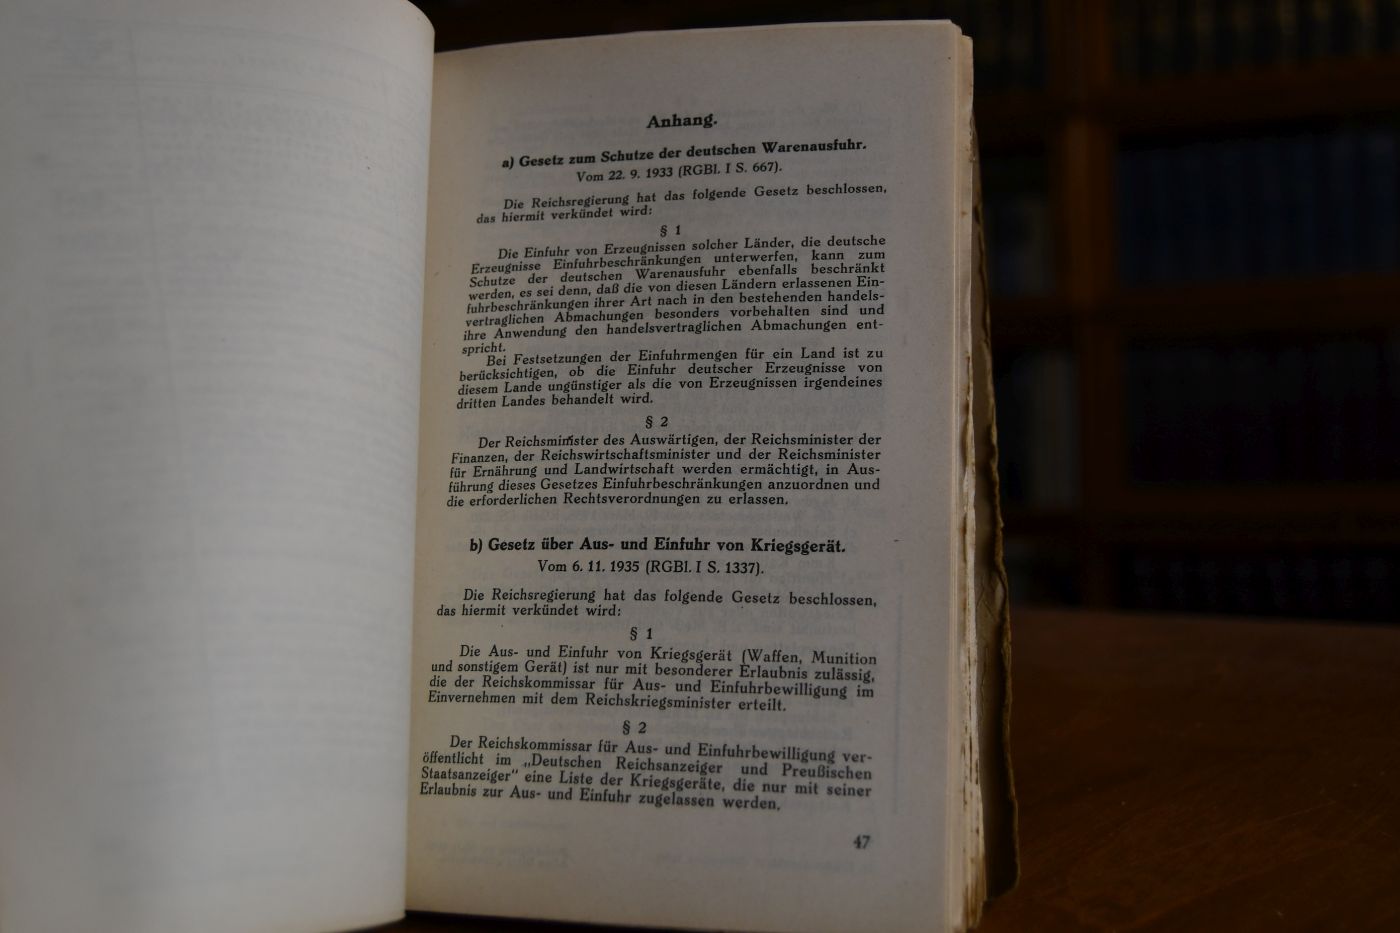 Anhang.
a) Gesetz zum Schutze der deutschen Warenausfuhr.
Vom 22. 9. 1933 (RGBl. I S. 667).
Die Reichsregierung hat das folgende Gesetz beschlossen,
das hiermit verkündet wird:
§ 1
Die Einfuhr von Erzeugnissen solcher Länder, die deutsche
Erzeugnisse Einfuhrbeschränkungen unterwerfen, kann zum
Schutze der deutschen Warenausfuhr ebenfalls beschränkt
werden, es sei denn, daß die von diesen Ländern erlassenen Ein-
fuhrbeschränkungen ihrer Art nach in den bestehenden handels-
vertraglichen Abmachungen besonders vorbehalten sind und
ihre Anwendung den handelsvertraglichen Abmachungen ent-
spricht.
Bei Festsetzungen der Einfuhrmengen für ein Land ist zu
berücksichtigen, ob die Einfuhr deutscher Erzeugnisse von
diesem Lande ungünstiger als die von Erzeugnissen irgendeines
dritten Landes behandelt wird.
§ 2
Der Reichsminister des Auswärtigen, der Reichsminister der
Finanzen, der Reichswirtschaftsminister und der Reichsminister
für Ernährung und Landwirtschaft werden ermächtigt, in Aus-
führung dieses Gesetzes Einfuhrbeschränkungen anzuordnen und
die erforderlichen Rechtsverordnungen zu erlassen.
b) Gesetz über Aus- und Einfuhr von Kriegsgerät.
Vom 6. 11. 1935 (RGBl. I S. 1337).
Die Reichsregierung hat das folgende Gesetz beschlossen,
das hiermit verkündet wird:
§ 1
Die Aus- und Einfuhr von Kriegsgerät (Waffen, Munition
und sonstigem Gerät) ist nur mit besonderer Erlaubnis zulässig,
die der Reichskommissar für Aus- und Einfuhrbewilligung im
Einvernehmen mit dem Reichskriegsminister erteilt.
§ 2
Der Reichskommissar für Aus- und Einfuhrbewilligung ver-
öffentlicht im „Deutschen Reichsanzeiger und Preußischen
Staatsanzeiger" eine Liste der Kriegsgeräte, die nur mit seiner
Erlaubnis zur Aus- und Einfuhr zugelassen werden.
47